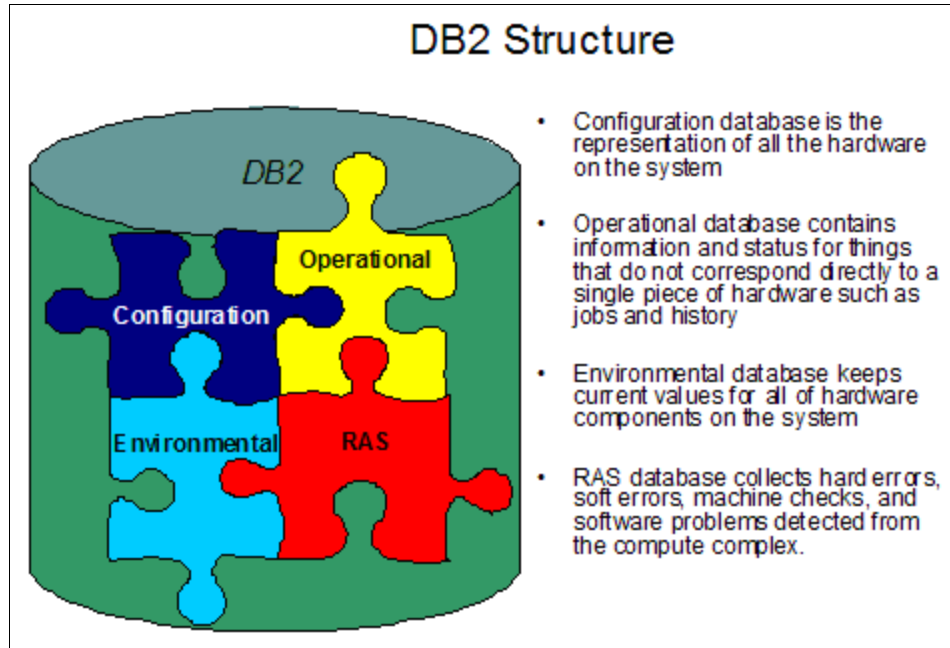 DB2 Structure
DB2
Operational
Configuration
Environmental
RAS
• Configuration database is the
representation of all the hardware
on the system
• Operational database contains
information and status for things
that do not correspond directly to a
single piece of hardware such as
jobs and history
• Environmental database keeps
current values for all of hardware
components on the system
• RAS database collects hard errors,
soft errors, machine checks, and
software problems detected from
the compute complex.